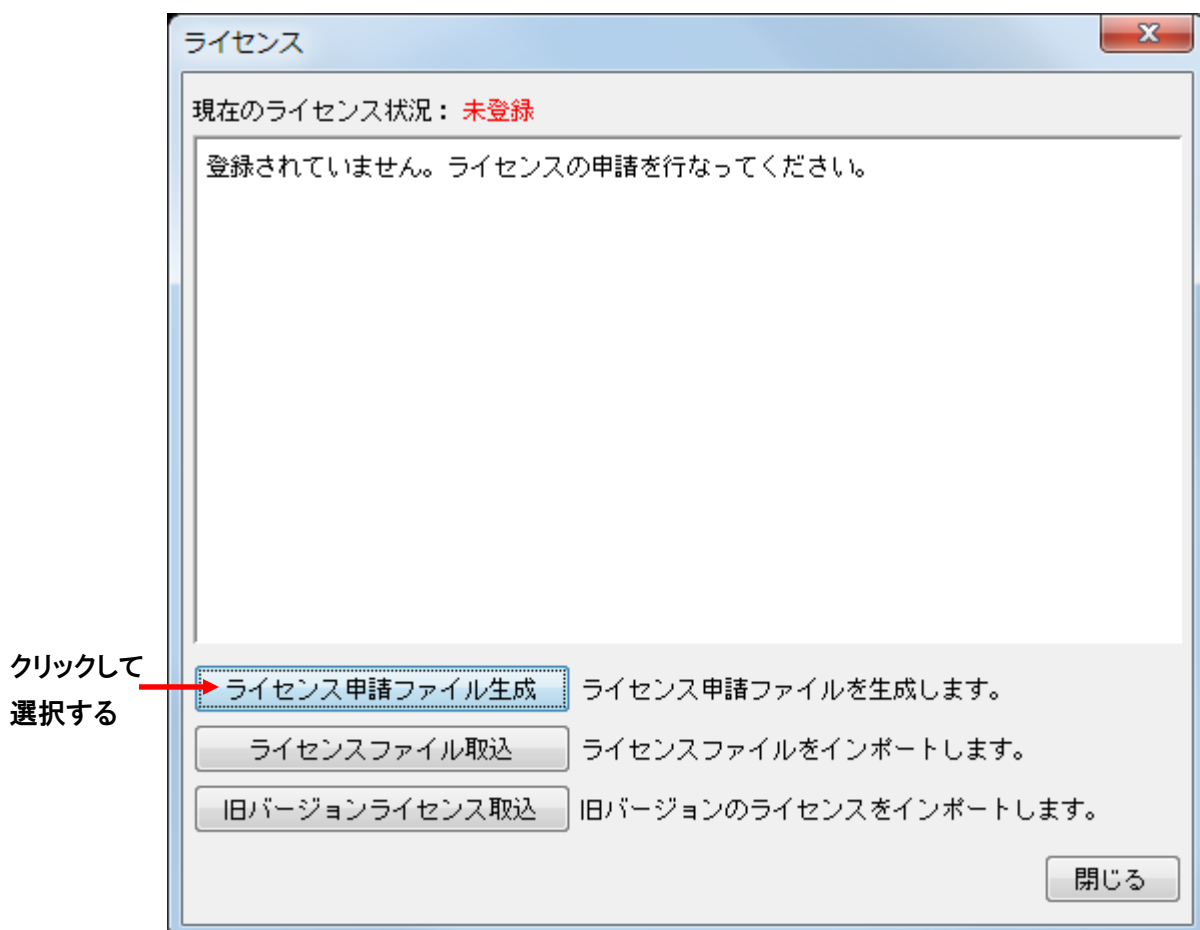 ライセンス
現在のライセンス状況： 未登録
登録されていません。ライセンスの申請を行なってください。
クリックして
選択する
ライセンス申請ファイル生成 ライセンス申請ファイルを生成します。
ライセンスファイル取込 ライセンスファイルをインポートします。
旧バージョンライセンス取込 旧バージョンのライセンスをインポートします。
閉じる